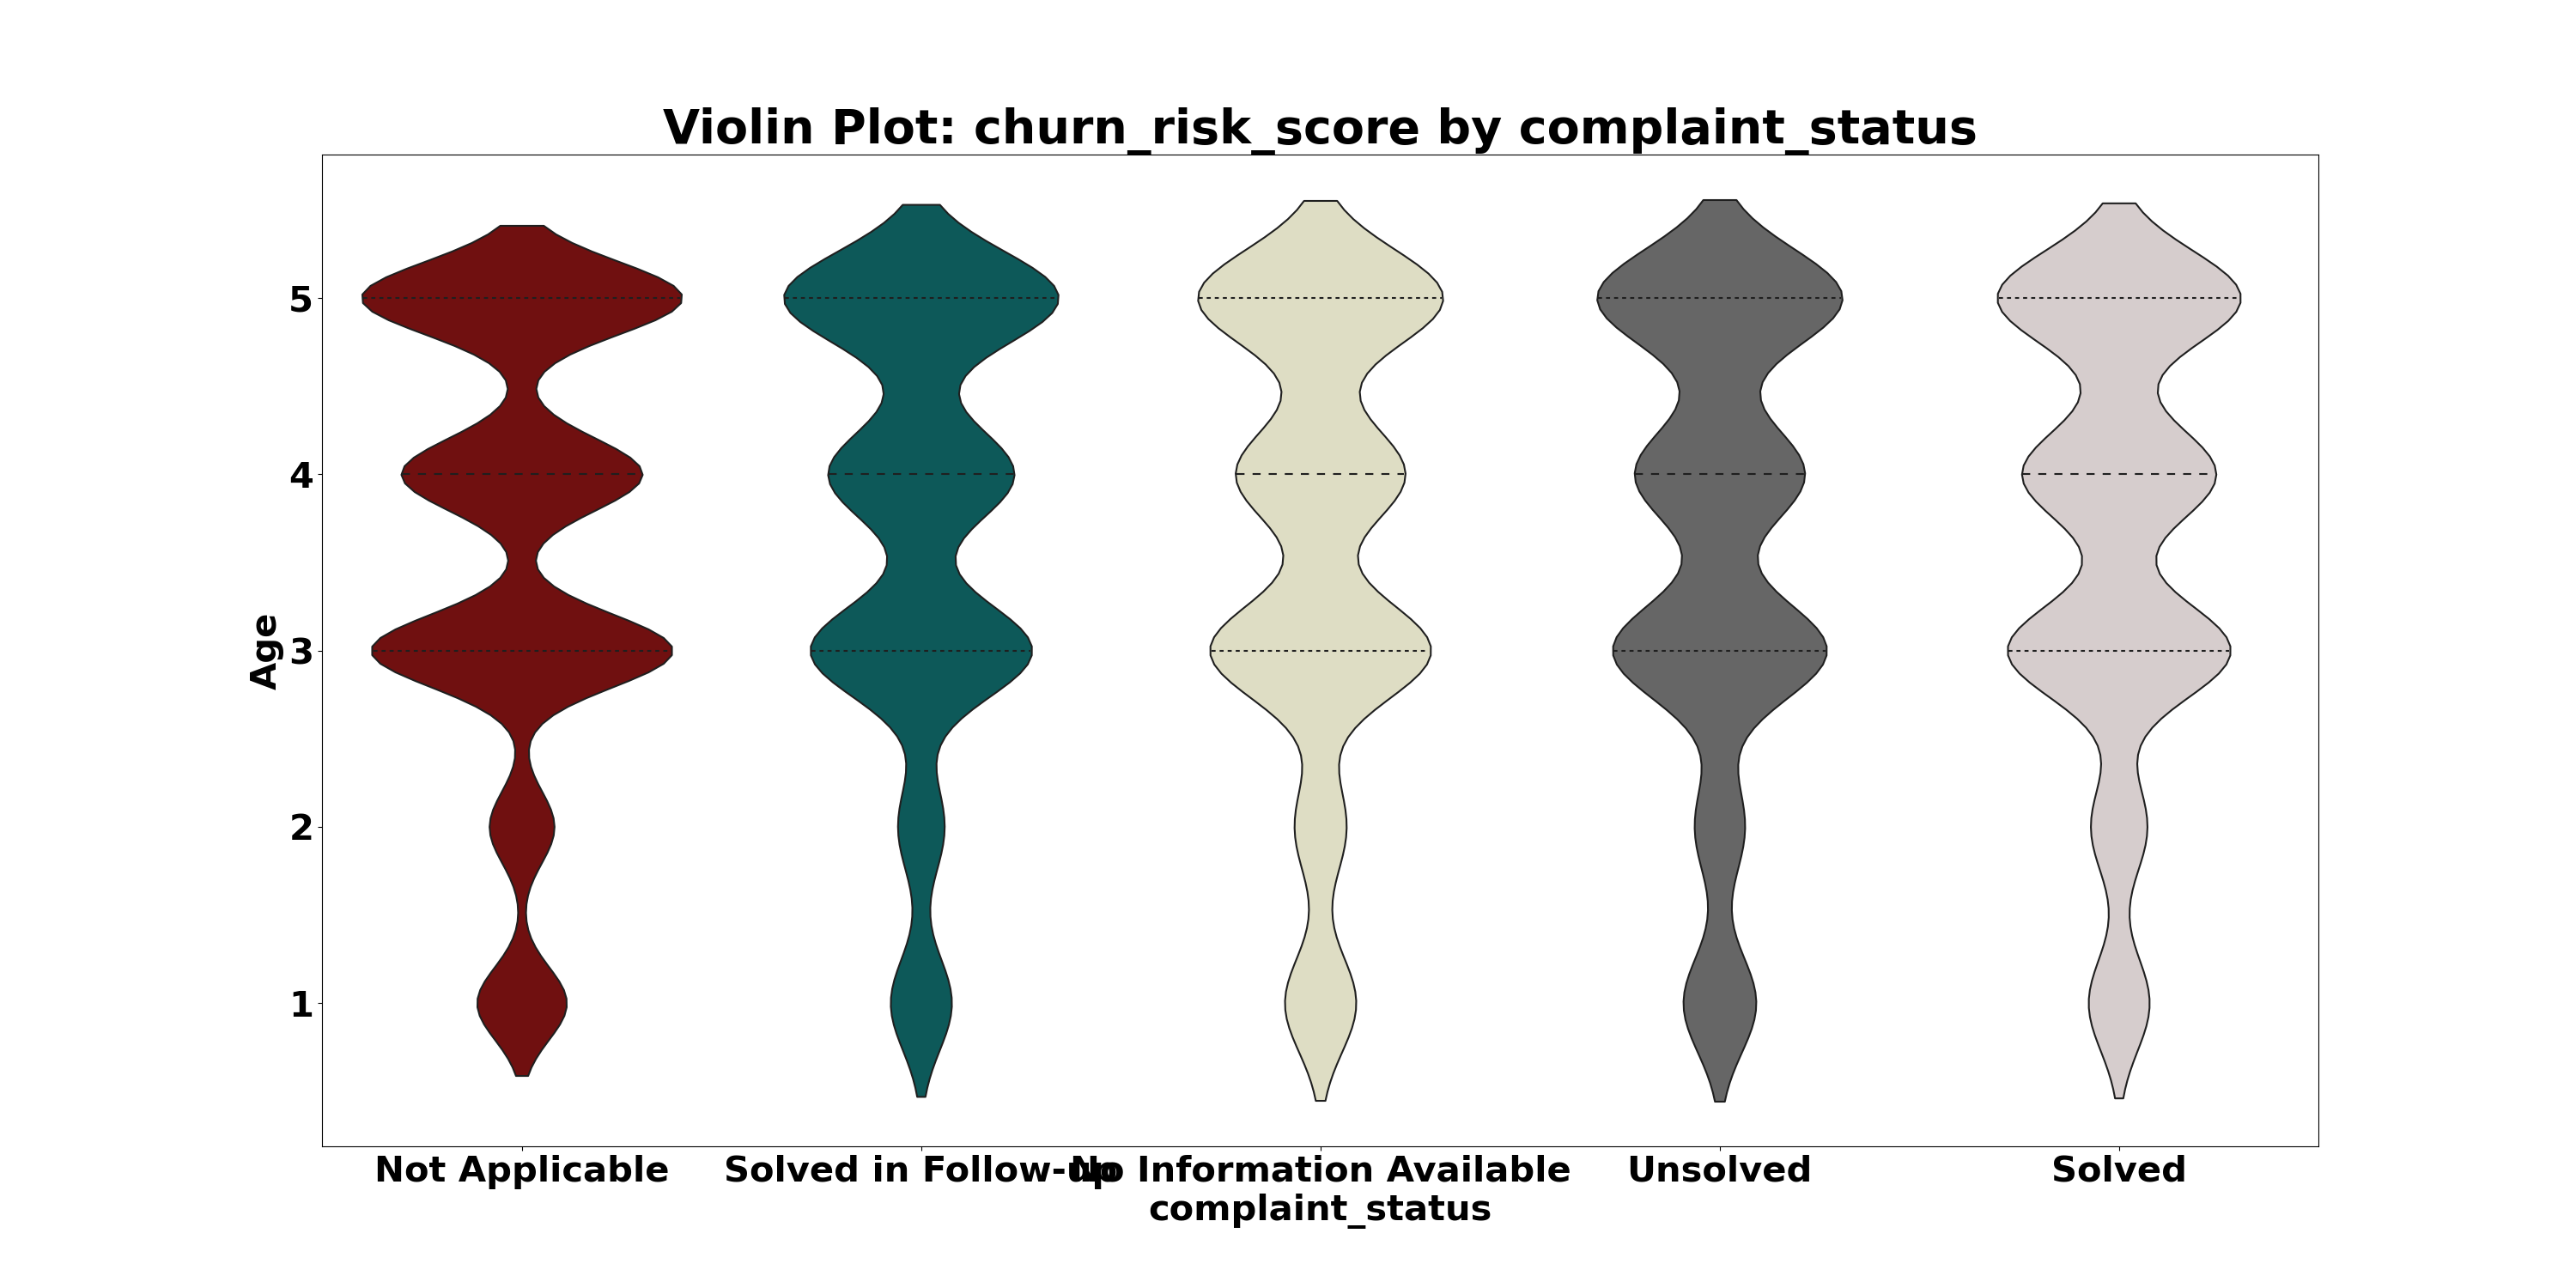 Violin Plot: churn_risk_score by complaint_status
Age
5
4
3
2
1
Not Applicable
Solved in Follow-up
No Information Available
Unsolved
Solved
complaint_status